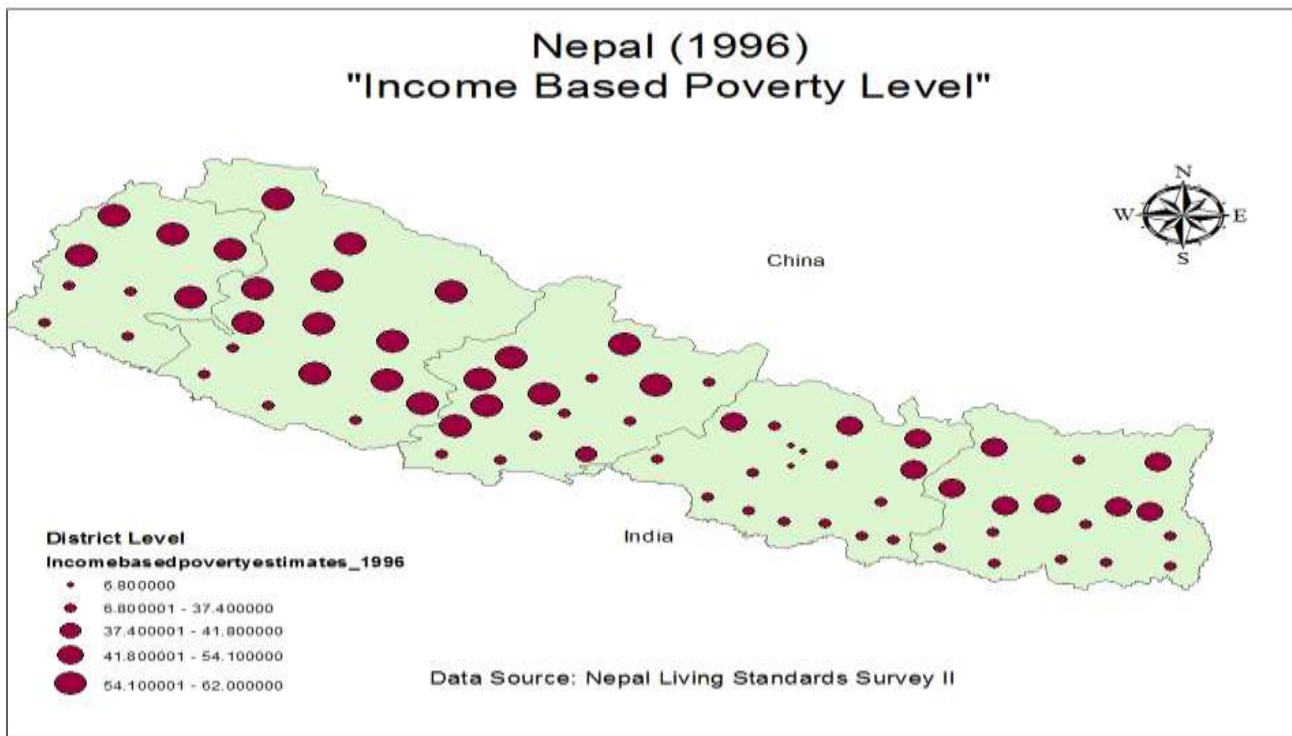 Nepal (1996)
"Income Based Poverty Level"
N
W
E
S
China
India
District Level
Incomebasedpovertyestimates_1996
6.800000
6.800001 - 37.400000
37.400001 - 41.800000
41.800001 - 54.100000
54.100001 - 62.000000
Data Source: Nepal Living Standards Survey II